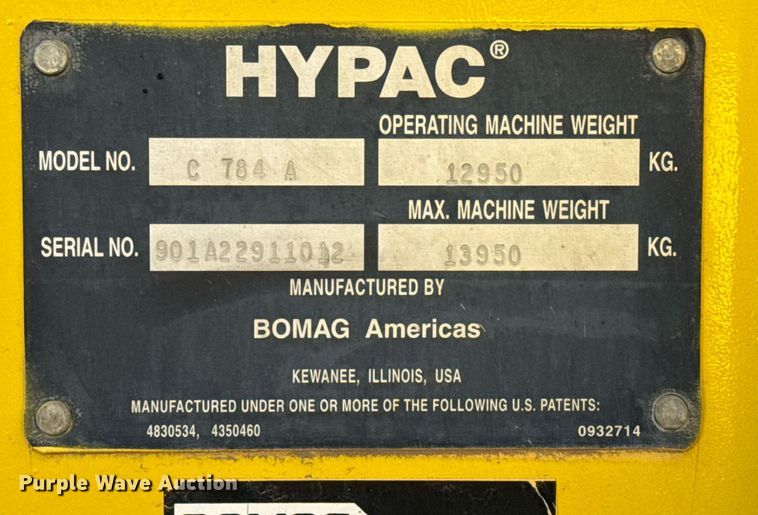 HYPAC®
OPERATING MACHINE WEIGHT
MODEL NO. C 784 A 12950 KG.
MAX. MACHINE WEIGHT
SERIAL NO. 901A22911012 13950 KG.
MANUFACTURED BY
BOMAG Americas
KEWANEE, ILLINOIS, USA
MANUFACTURED UNDER ONE OR MORE OF THE FOLLOWING U.S. PATENTS:
4830534, 4350460 0932714
Purple Wave Auction